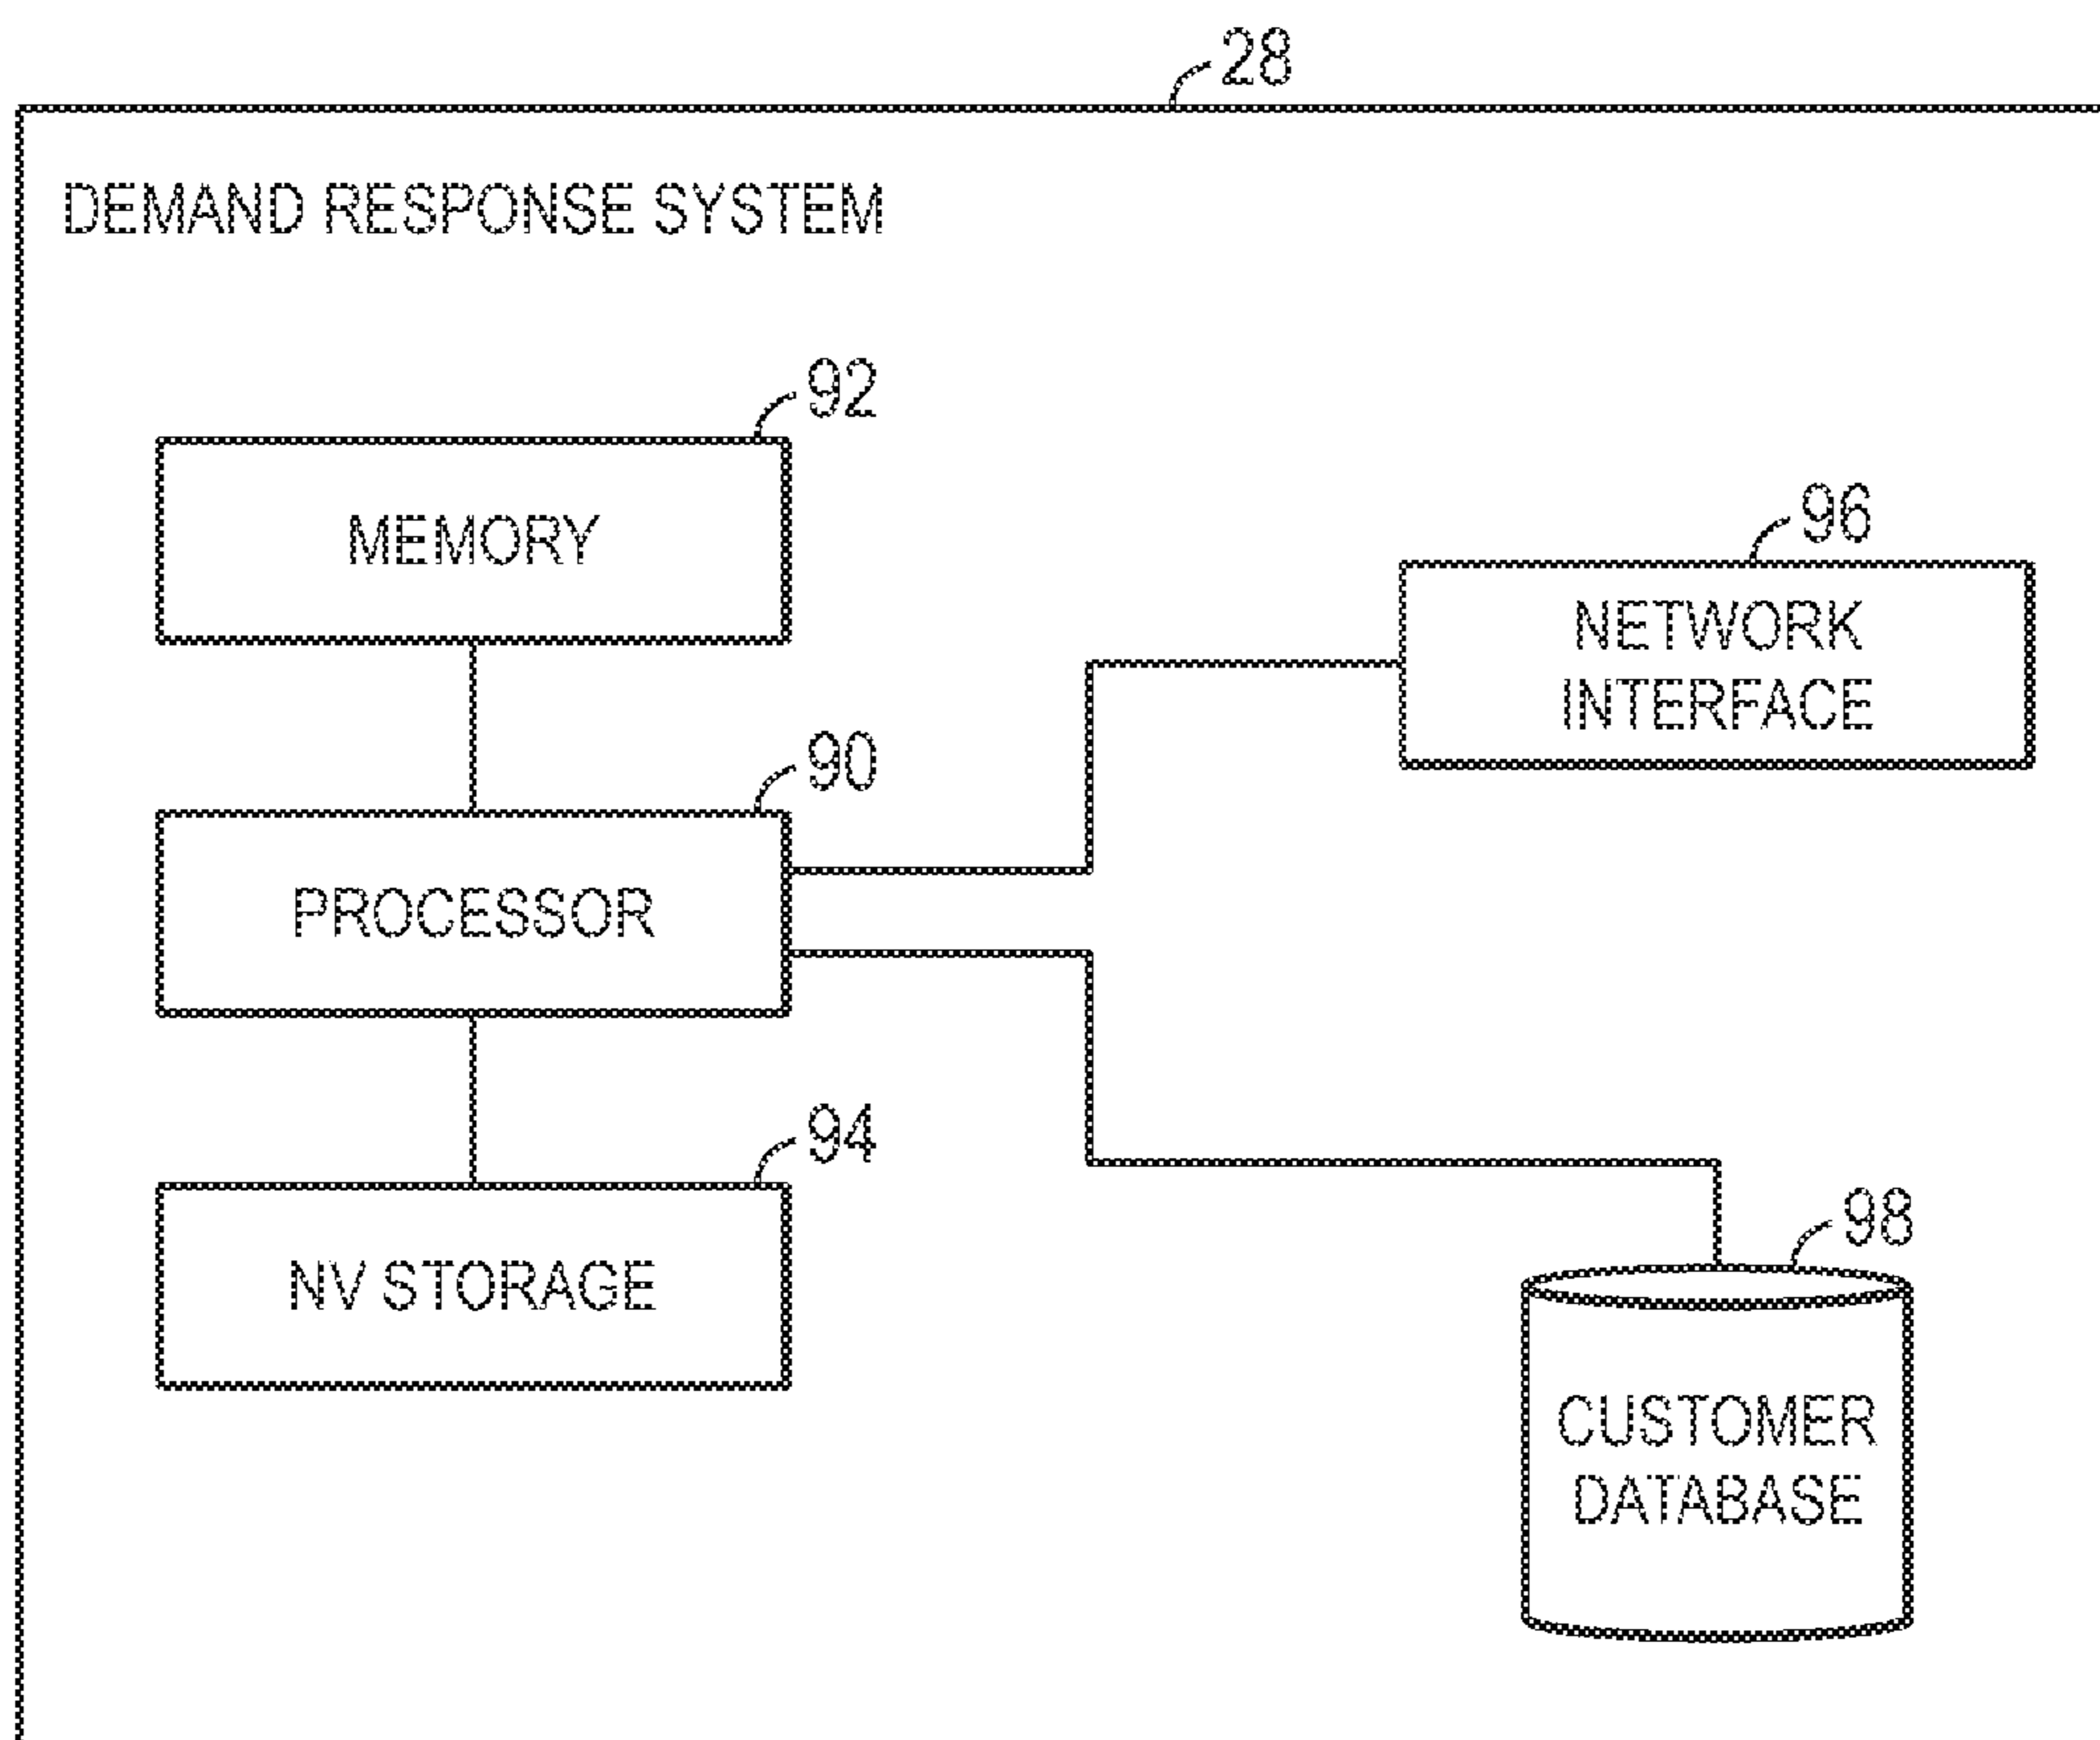 28
DEMAND RESPONSE SYSTEM
92
MEMORY
96
NETWORK
INTERFACE
90
PROCESSOR
94
NV STORAGE
98
CUSTOMER
DATABASE